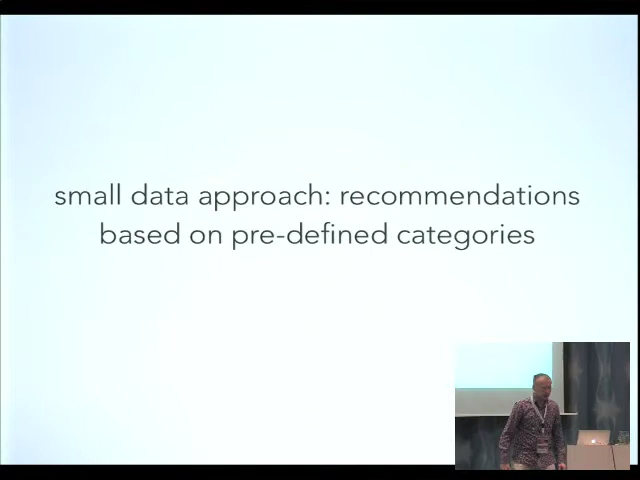 small data approach: recommendations
based on pre-defined categories